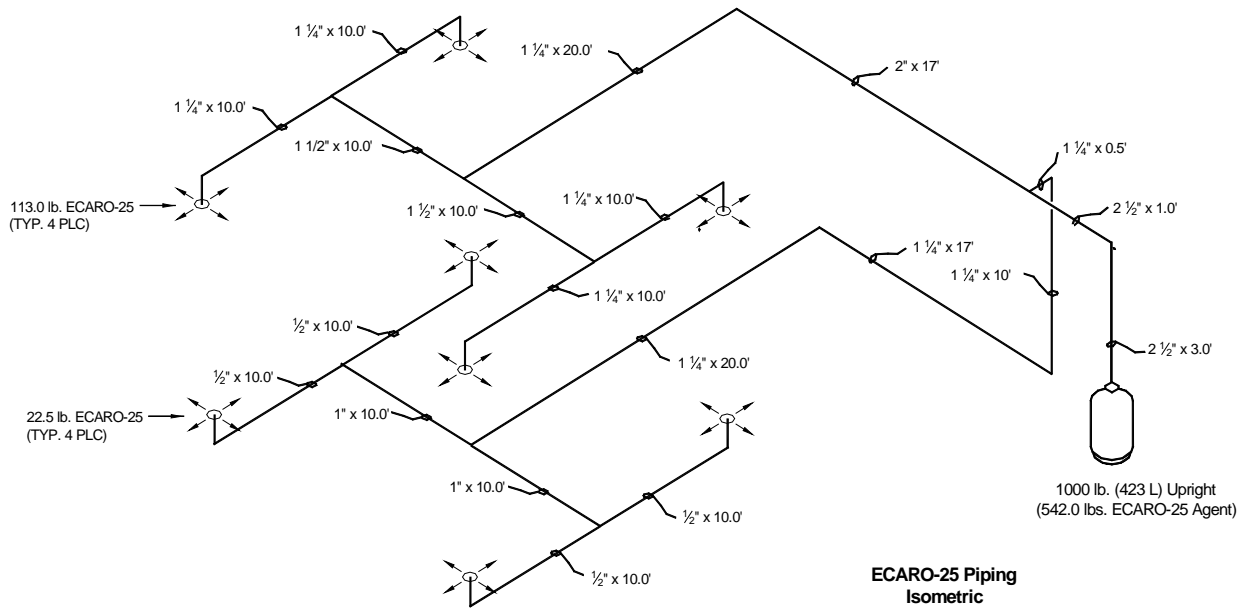 1 ¼" x 10.0'
1 ¼" x 20.0'
2" x 17'
1 ¼" x 10.0'
1 1/2" x 10.0'
1 ¼" x 0.5'
113.0 lb. ECARO-25
(TYP. 4 PLC)
1 ½" x 10.0'
1 ¼" x 10.0'
2 ½" x 1.0'
1 ¼" x 17'
1 ¼" x 10'
1 ¼" x 10.0'
½" x 10.0'
2 ½" x 3.0'
1 ¼" x 20.0'
½" x 10.0'
22.5 lb. ECARO-25
(TYP. 4 PLC)
1" x 10.0'
1" x 10.0'
½" x 10.0'
½" x 10.0'
1000 lb. (423 L) Upright
(542.0 lbs. ECARO-25 Agent)
ECARO-25 Piping
Isometric